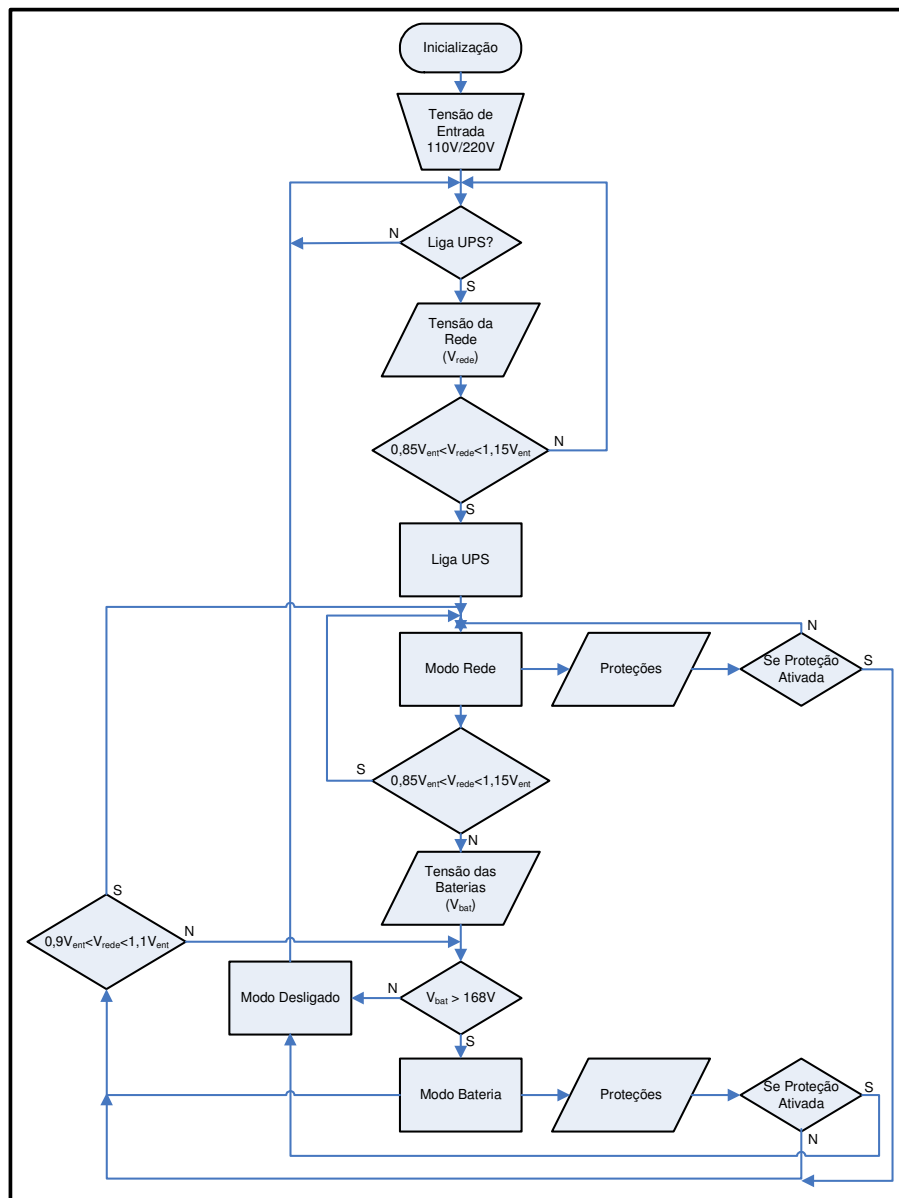 Inicialização
Tensão de
Entrada
110V/220V
N
Liga UPS?
S
Tensão da
Rede
(Vrede)
0,85Vent<Vrede<1,15Vent
N
S
Liga UPS
N
Modo Rede
Proteções
Se Proteção
Ativada
S
S
0,85Vent<Vrede<1,15Vent
N
Tensão das
Baterias
(Vbat)
S
0,9Vent<Vrede<1,1Vent
N
Modo Desligado
N
Vbat > 168V
S
Modo Bateria
Proteções
Se Proteção
Ativada
S
N